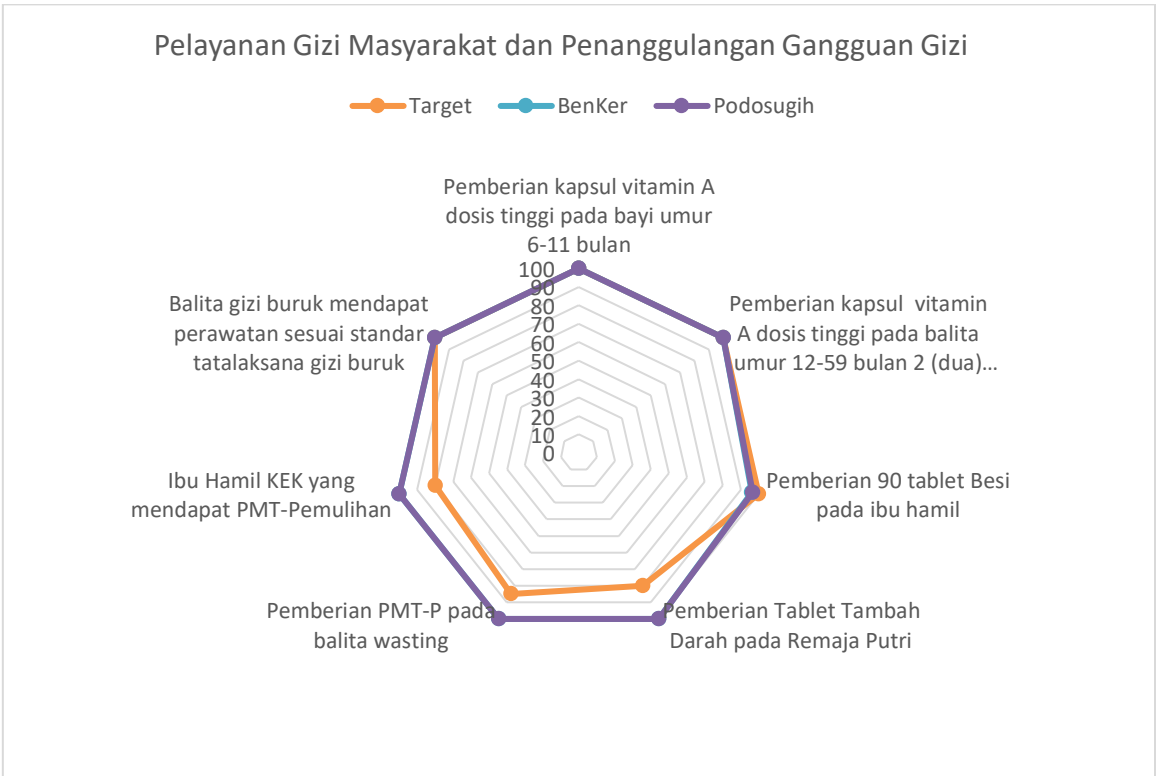 Pelayanan Gizi Masyarakat dan Penanggulangan Gangguan Gizi
Target
BenKer
Podosugih
Pemberian kapsul vitamin A
dosis tinggi pada bayi umur
6-11 bulan
100
90
80
70
60
50
40
30
20
10
0
Pemberian kapsul vitamin
A dosis tinggi pada balita
umur 12-59 bulan 2 (dua)...
Pemberian 90 tablet Besi
pada ibu hamil
Pemberian Tablet Tambah
Darah pada Remaja Putri
Pemberian PMT-P pada
balita wasting
Ibu Hamil KEK yang
mendapat PMT-Pemulihan
Balita gizi buruk mendapat
perawatan sesuai standar
tatalaksana gizi buruk